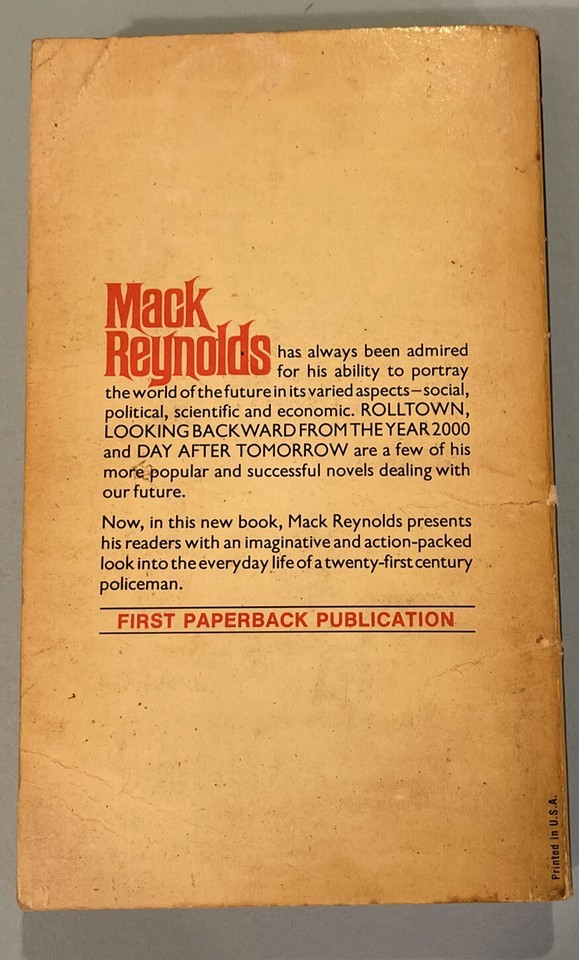 Mack
Reynolds has always been admired
for his ability to portray
the world of the future in its varied aspects—social,
political, scientific and economic. ROLLTOWN,
LOOKING BACKWARD FROM THE YEAR 2000
and DAY AFTER TOMORROW are a few of his
more popular and successful novels dealing with
our future.
Now, in this new book, Mack Reynolds presents
his readers with an imaginative and action-packed
look into the everyday life of a twenty-first century
policeman.
FIRST PAPERBACK PUBLICATION
Printed in U.S.A.